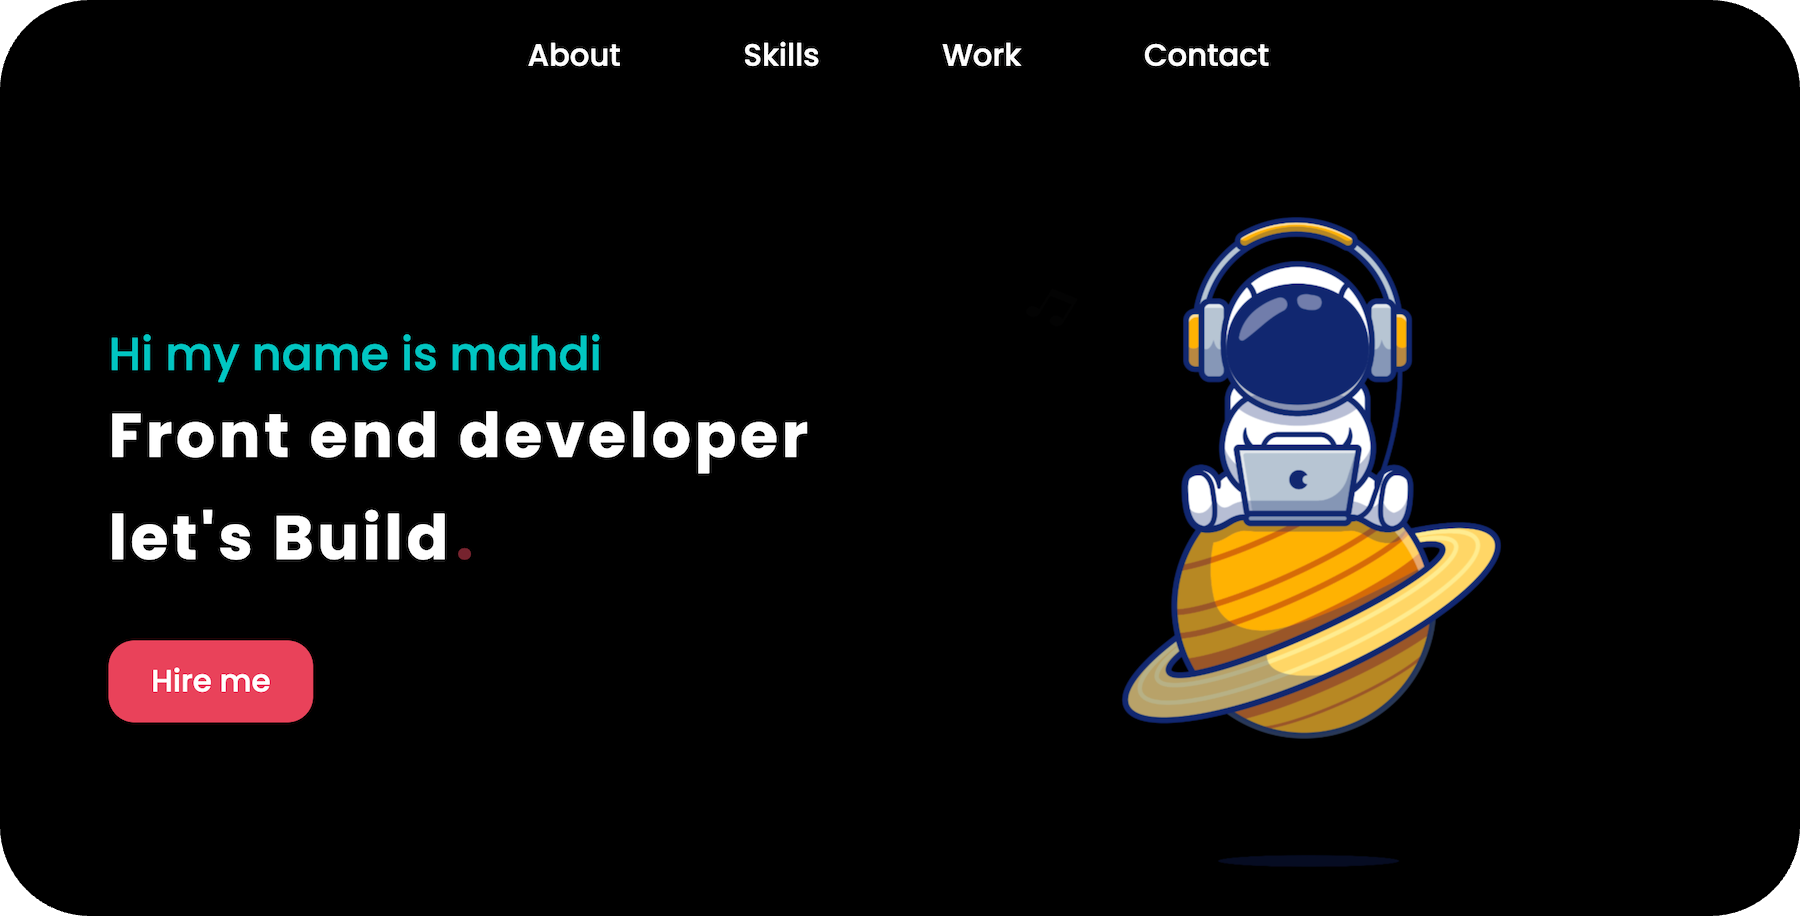 About Skills Work Contact
Hi my name is mahdi
Front end developer
let's Build.
Hire me